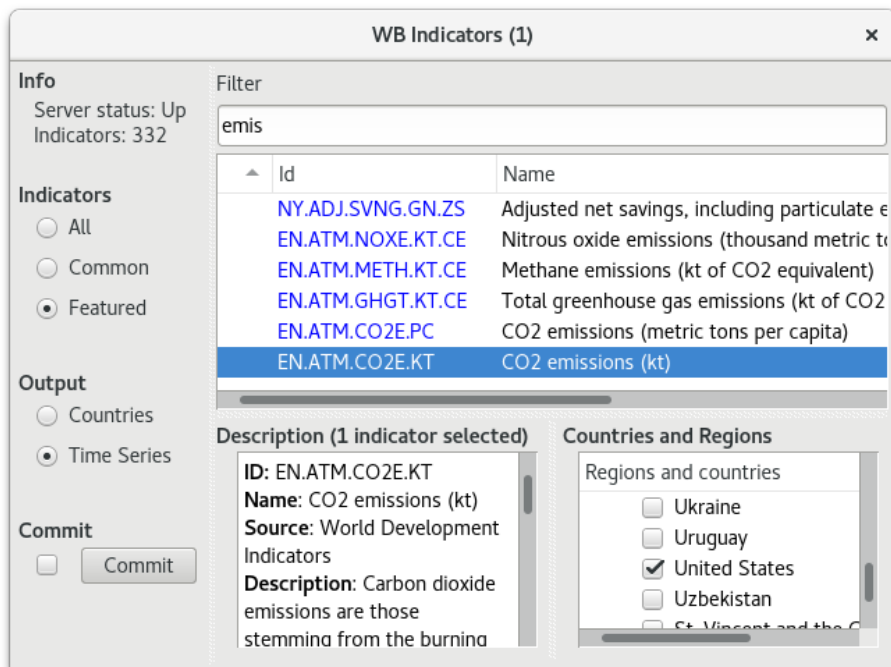 WB Indicators (1)
×
Info
Server status: Up
Indicators: 332
Indicators
All
Common
Featured
Output
Countries
Time Series
Commit
Commit
Filter
emis
Id Name
NY.ADJ.SVNG.GN.ZS Adjusted net savings, including particulate e
EN.ATM.NOXE.KT.CE Nitrous oxide emissions (thousand metric to
EN.ATM.METH.KT.CE Methane emissions (kt of CO2 equivalent)
EN.ATM.GHGT.KT.CE Total greenhouse gas emissions (kt of CO2
EN.ATM.CO2E.PC CO2 emissions (metric tons per capita)
EN.ATM.CO2E.KT CO2 emissions (kt)
Description (1 indicator selected)
ID: EN.ATM.CO2E.KT
Name: CO2 emissions (kt)
Source: World Development
Indicators
Description: Carbon dioxide
emissions are those
stemming from the burning
Countries and Regions
Regions and countries
Ukraine
Uruguay
United States
Uzbekistan
St. Vincent and the G